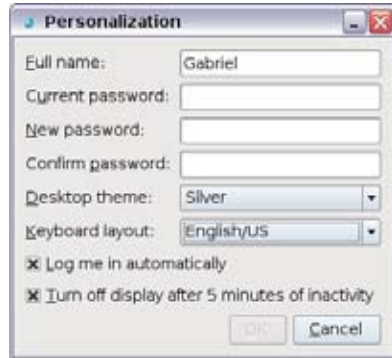 Personalization
Full name: Gabriel
Current password:
New password:
Confirm password:
Desktop theme: Silver
Keyboard layout: English/US
Log me in automatically
Turn off display after 5 minutes of inactivity
OK Cancel